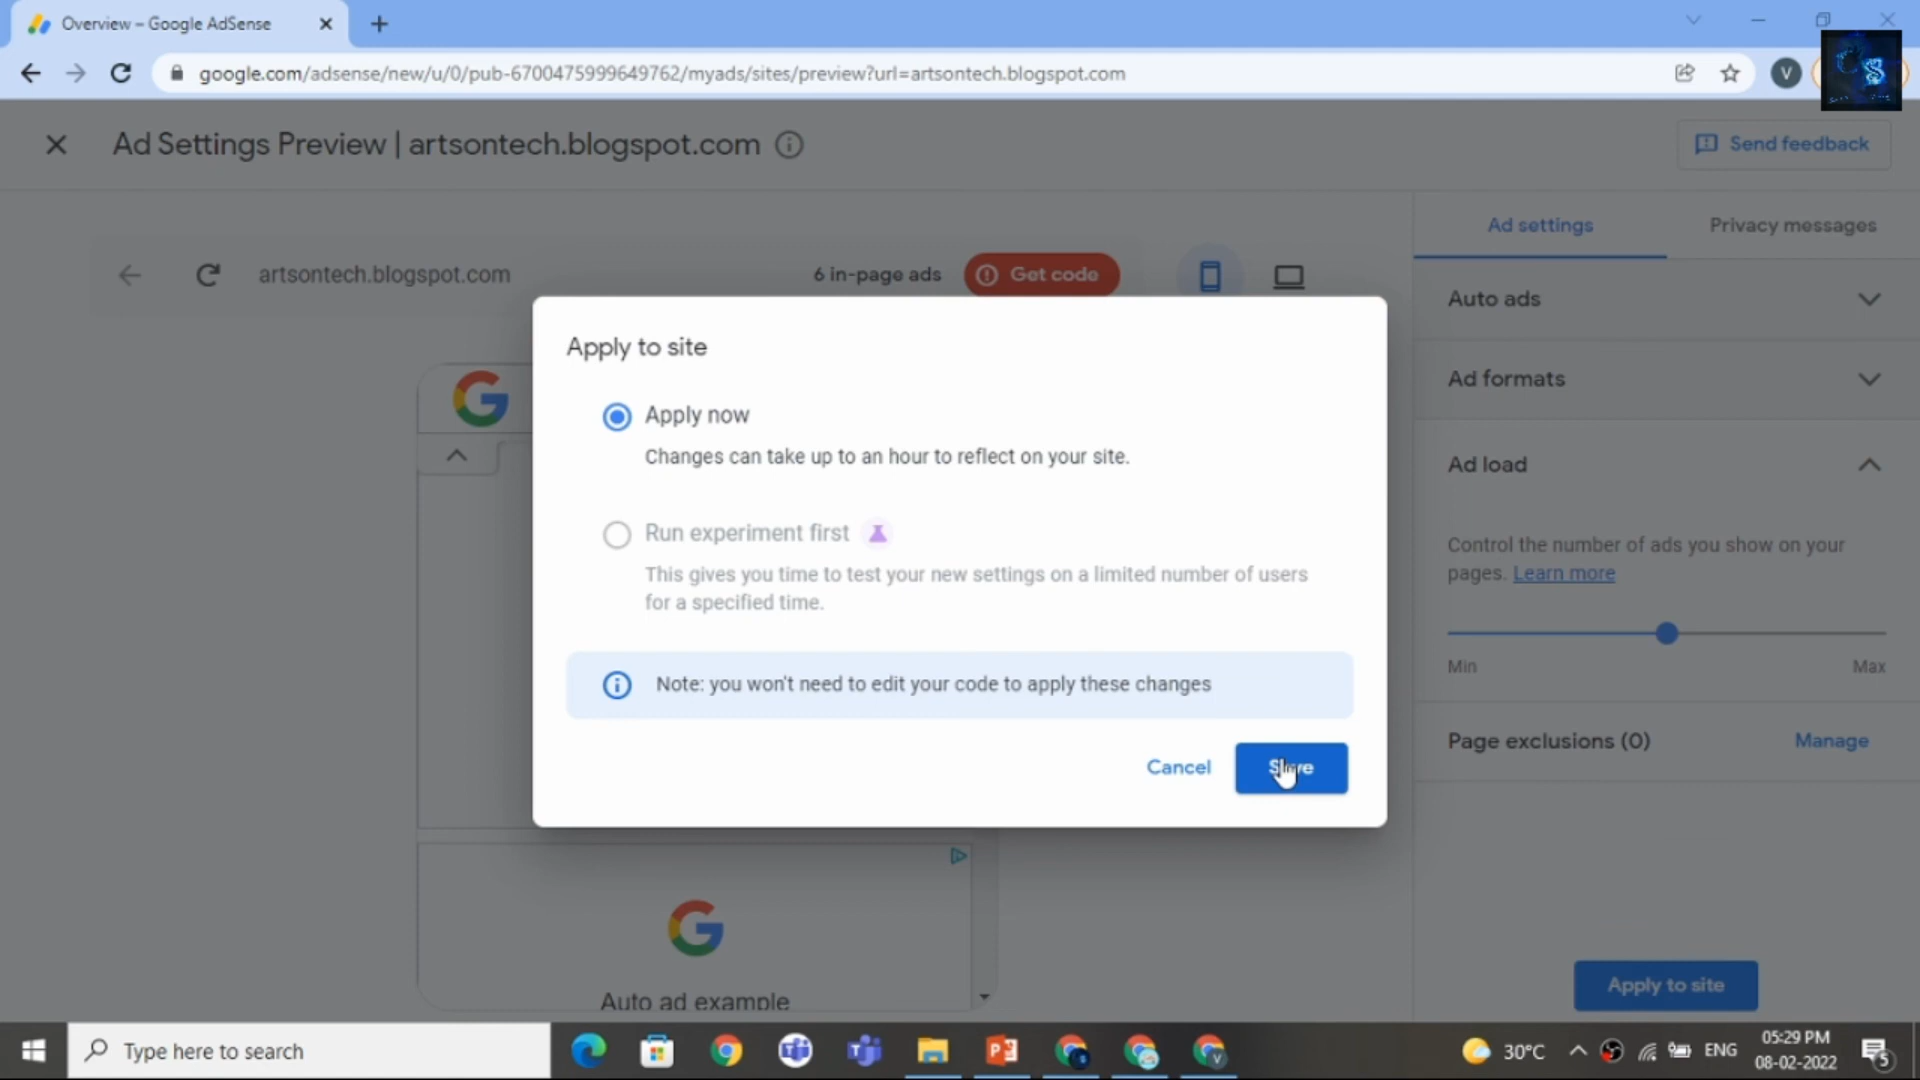 Overview – Google AdSense
google.com/adsense/new/u/0/pub-6700475999649762/myads/sites/preview?url=artsontech.blogspot.com
V
Ad Settings Preview | artsontech.blogspot.com
Send feedback
Ad settings
Privacy messages
artsontech.blogspot.com
6 in-page ads
Get code
Auto ads
Ad formats
Ad load
Control the number of ads you show on your
pages. Learn more
Min
Max
Page exclusions (0)
Manage
Apply to site
Apply to site
Apply now
Changes can take up to an hour to reflect on your site.
Run experiment first
This gives you time to test your new settings on a limited number of users
for a specified time.
Note: you won't need to edit your code to apply these changes
Cancel
Save
Auto ad example
Type here to search
30°C
ENG
05:29 PM
08-02-2022
5